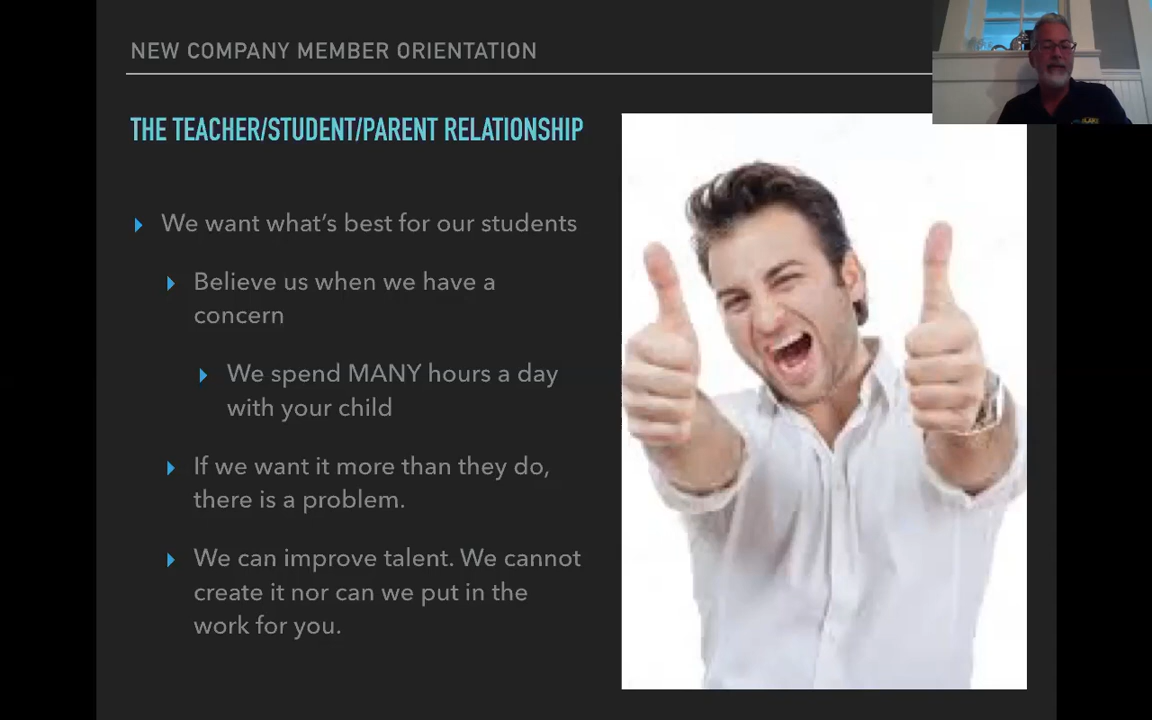 NEW COMPANY MEMBER ORIENTATION
THE TEACHER/STUDENT/PARENT RELATIONSHIP
We want what’s best for our students
Believe us when we have a
concern
We spend MANY hours a day
with your child
If we want it more than they do,
there is a problem.
We can improve talent. We cannot
create it nor can we put in the
work for you.